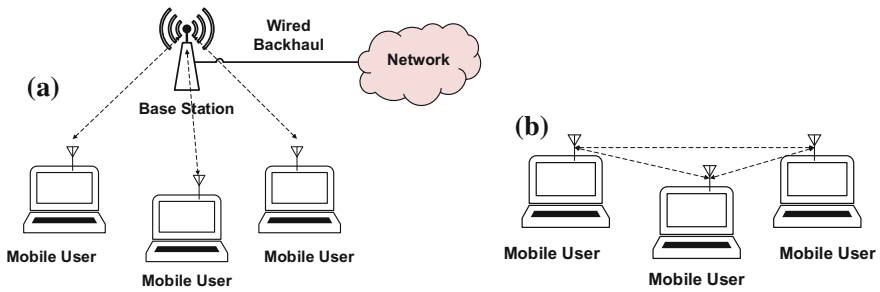 Wired
Backhaul
Network
(a)
Base Station
Mobile User
Mobile User
Mobile User
(b)
Mobile User
Mobile User
Mobile User